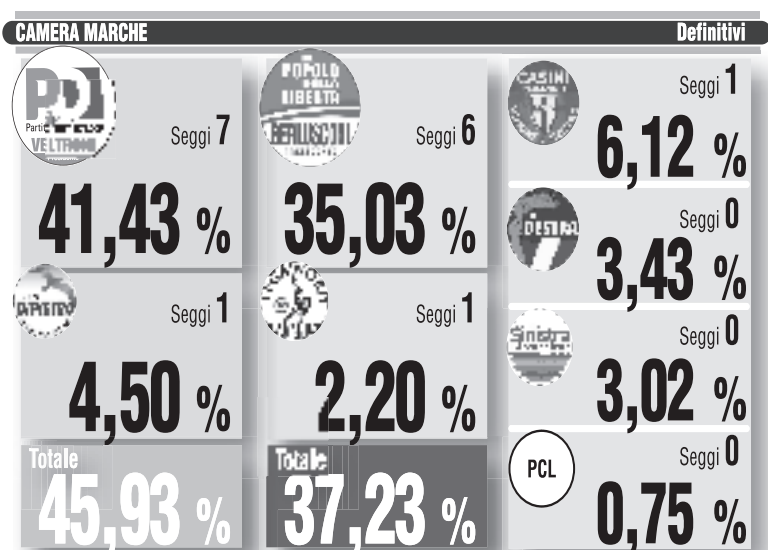 CAMERA MARCHE
Definitivi
PD
VELTRONI
Seggi 7
41,43 %
DI PIETRO
Seggi 1
4,50 %
Totale
45,93 %
POPOLO
DELLA
LIBERTÀ
BERLUSCONI
Seggi 6
35,03 %
Seggi 1
2,20 %
Totale
37,23 %
CASINI
Seggi 1
6,12 %
DESTRA
Seggi 0
3,43 %
Sinistra
Seggi 0
3,02 %
PCL
Seggi 0
0,75 %